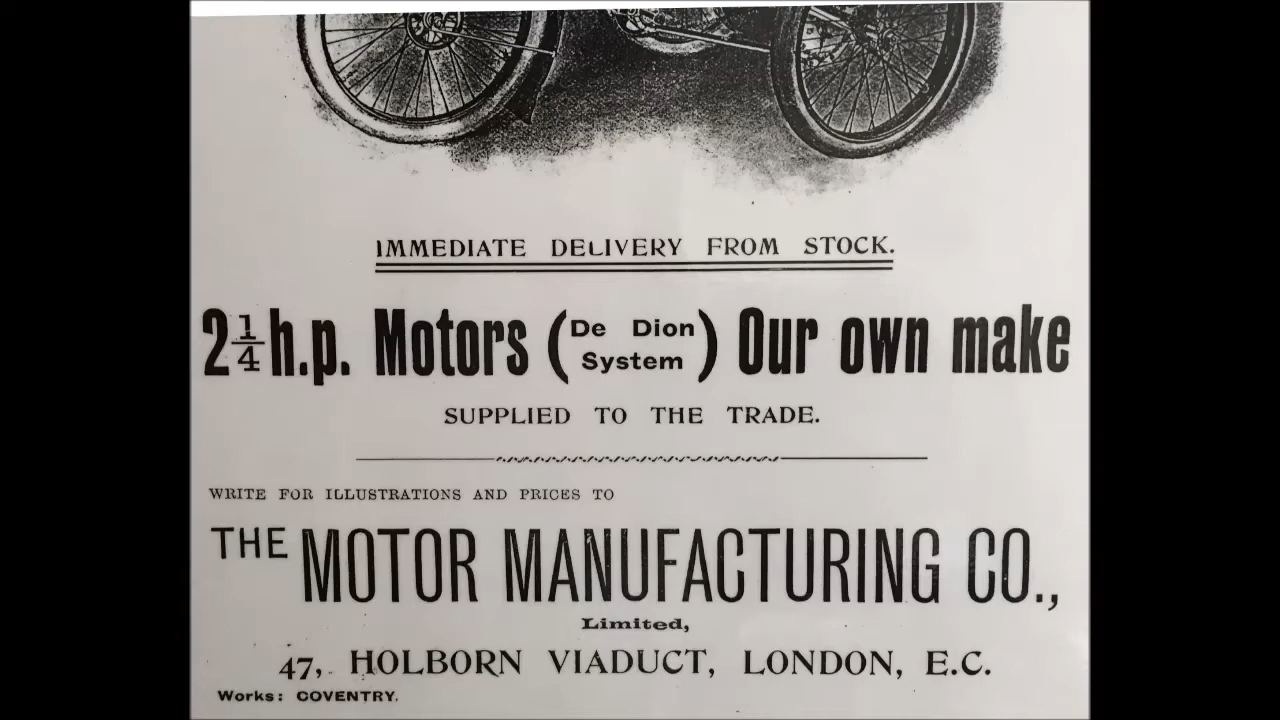 IMMEDIATE DELIVERY FROM STOCK.
2¼ h.p. Motors (De Dion System) Our own make
SUPPLIED TO THE TRADE.
WRITE FOR ILLUSTRATIONS AND PRICES TO
THE MOTOR MANUFACTURING CO.,
Limited,
47, HOLBORN VIADUCT, LONDON, E.C.
Works: COVENTRY.